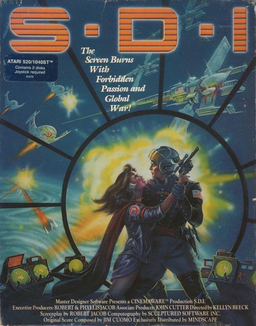 S·D·I
ATARI 520/1040ST™
Contains 2 disks
Joystick required
The
Screen Burns
With
Forbidden
Passion and
Global
War!
Master Designer Software Presents a CINEMAWARE™ Production S.D.I.
Executive Producers ROBERT & PHYLLIS JACOB Associate Producer JOHN CUTTER Directed by KELLYN BEECK
Screenplay by ROBERT JACOB Computography by SCULPTURED SOFTWARE INC.
Original Score Composed by JIM CUOMO Exclusively Distributed by MINDSCAPE